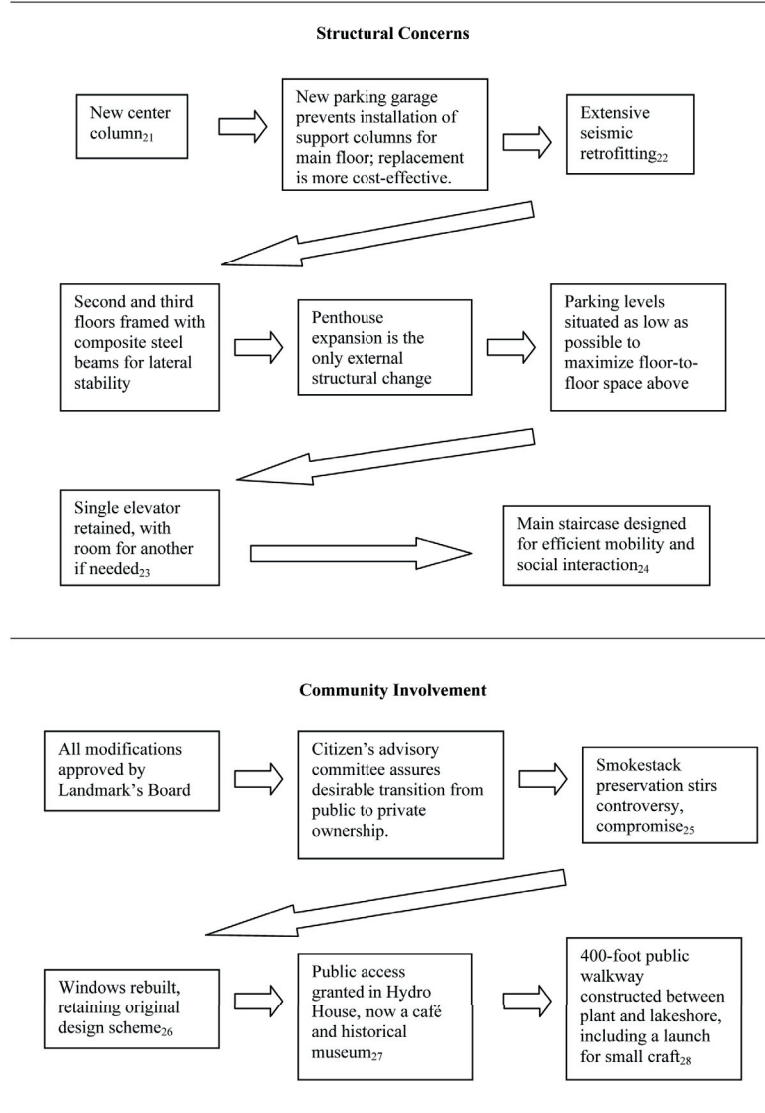 Structural Concerns
New center
column21
New parking garage
prevents installation of
support columns for
main floor; replacement
is more cost-effective.
Extensive
seismic
retrofitting22
Second and third
floors framed with
composite steel
beams for lateral
stability
Penthouse
expansion is the
only external
structural change
Parking levels
situated as low as
possible to
maximize floor-to-
floor space above
Single elevator
retained, with
room for another
if needed23
Main staircase designed
for efficient mobility and
social interaction24
Community Involvement
All modifications
approved by
Landmark's Board
Citizen's advisory
committee assures
desirable transition from
public to private
ownership.
Smokestack
preservation stirs
controversy,
compromise25
Windows rebuilt,
retaining original
design scheme26
Public access
granted in Hydro
House, now a café
and historical
museum27
400-foot public
walkway
constructed between
plant and lakeshore,
including a launch
for small craft28